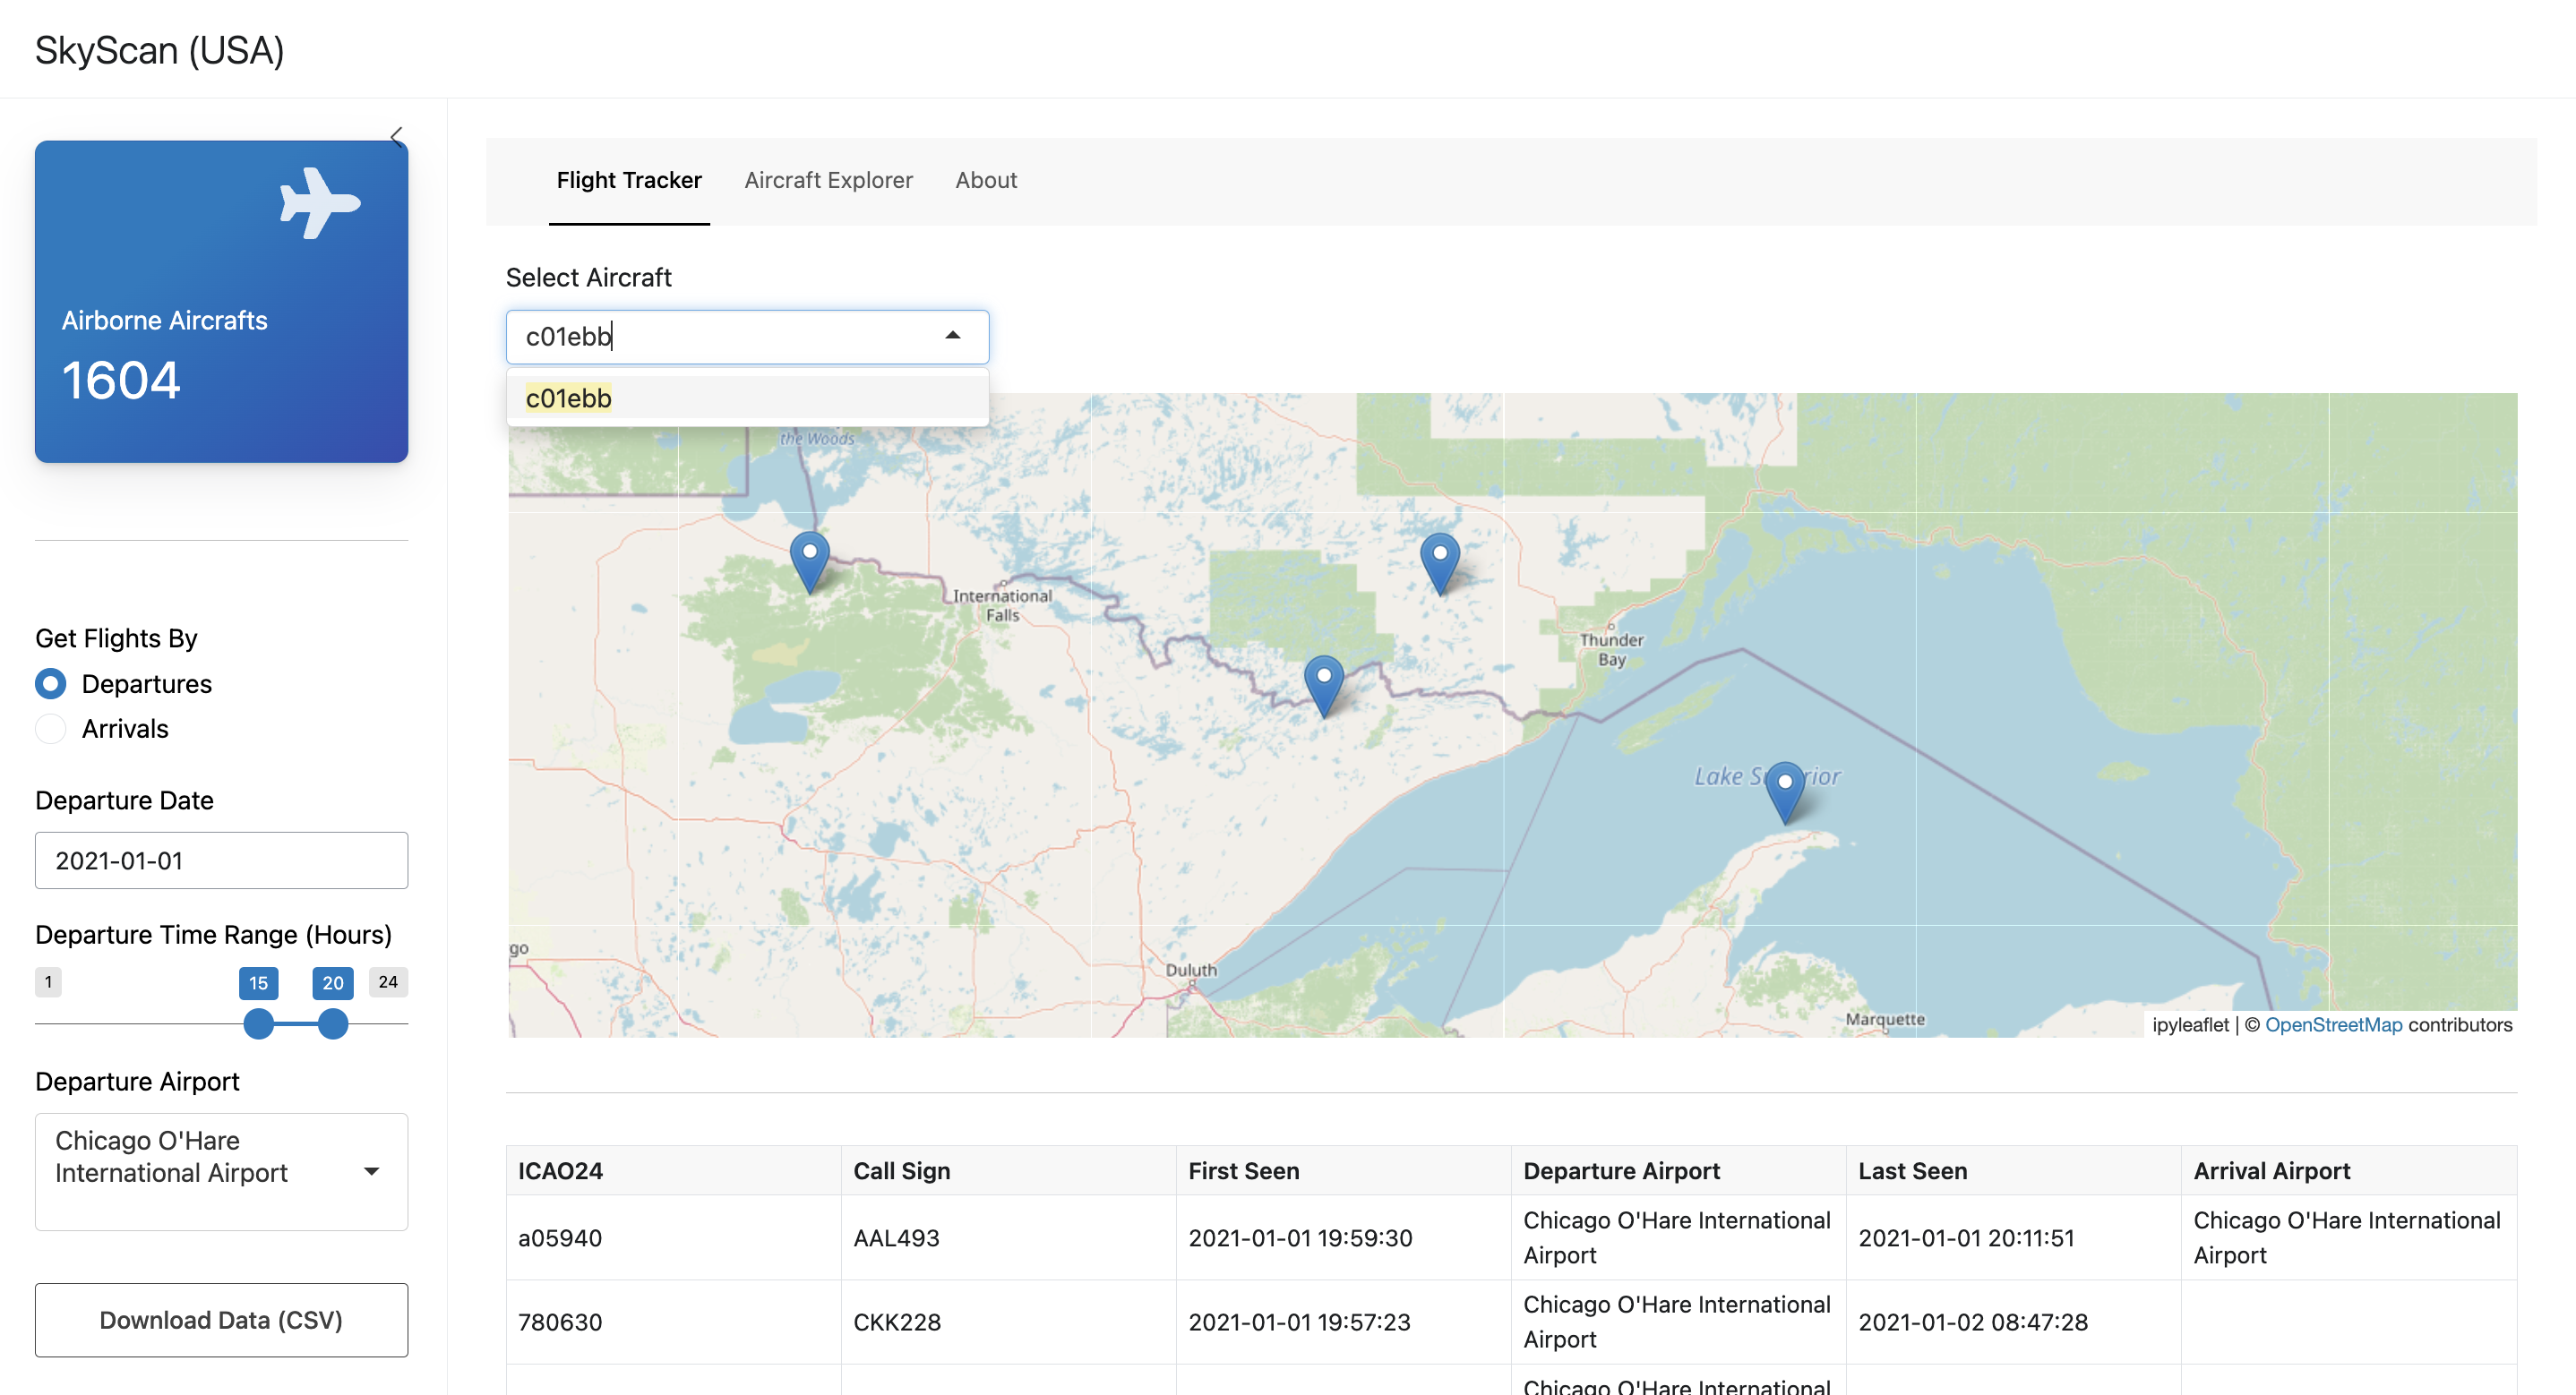 SkyScan (USA)
Airborne Aircrafts
1604
Get Flights By
Departures
Arrivals
Departure Date
2021-01-01
Departure Time Range (Hours)
1
15
20
24
Departure Airport
Chicago O'Hare
International Airport
Download Data (CSV)
Flight Tracker
Aircraft Explorer
About
Select Aircraft
c01ebb
c01ebb
the Woods
International
Falls
Thunder
Bay
Lake S
rior
go
Duluth
Marquette
ipyleaflet | © OpenStreetMap contributors
ICAO24 Call Sign First Seen Departure Airport Last Seen Arrival Airport
a05940 AAL493 2021-01-01 19:59:30 Chicago O'Hare International Airport 2021-01-01 20:11:51 Chicago O'Hare International Airport
780630 CKK228 2021-01-01 19:57:23 Chicago O'Hare International Airport 2021-01-02 08:47:28
Chicago O'Hare International